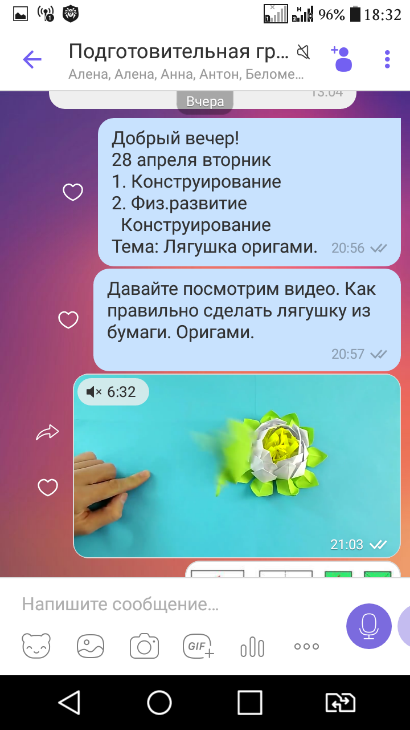 96% 18:32
Подготовительная гр...
Алена, Алена, Анна, Антон, Беломе...
13:04
Вчера
Добрый вечер!
28 апреля вторник
1. Конструирование
2. Физ.развитие
Конструирование
Тема: Лягушка оригами. 20:56
Давайте посмотрим видео. Как
правильно сделать лягушку из
бумаги. Оригами.
20:57
6:32
21:03
Напишите сообщение...
GIF